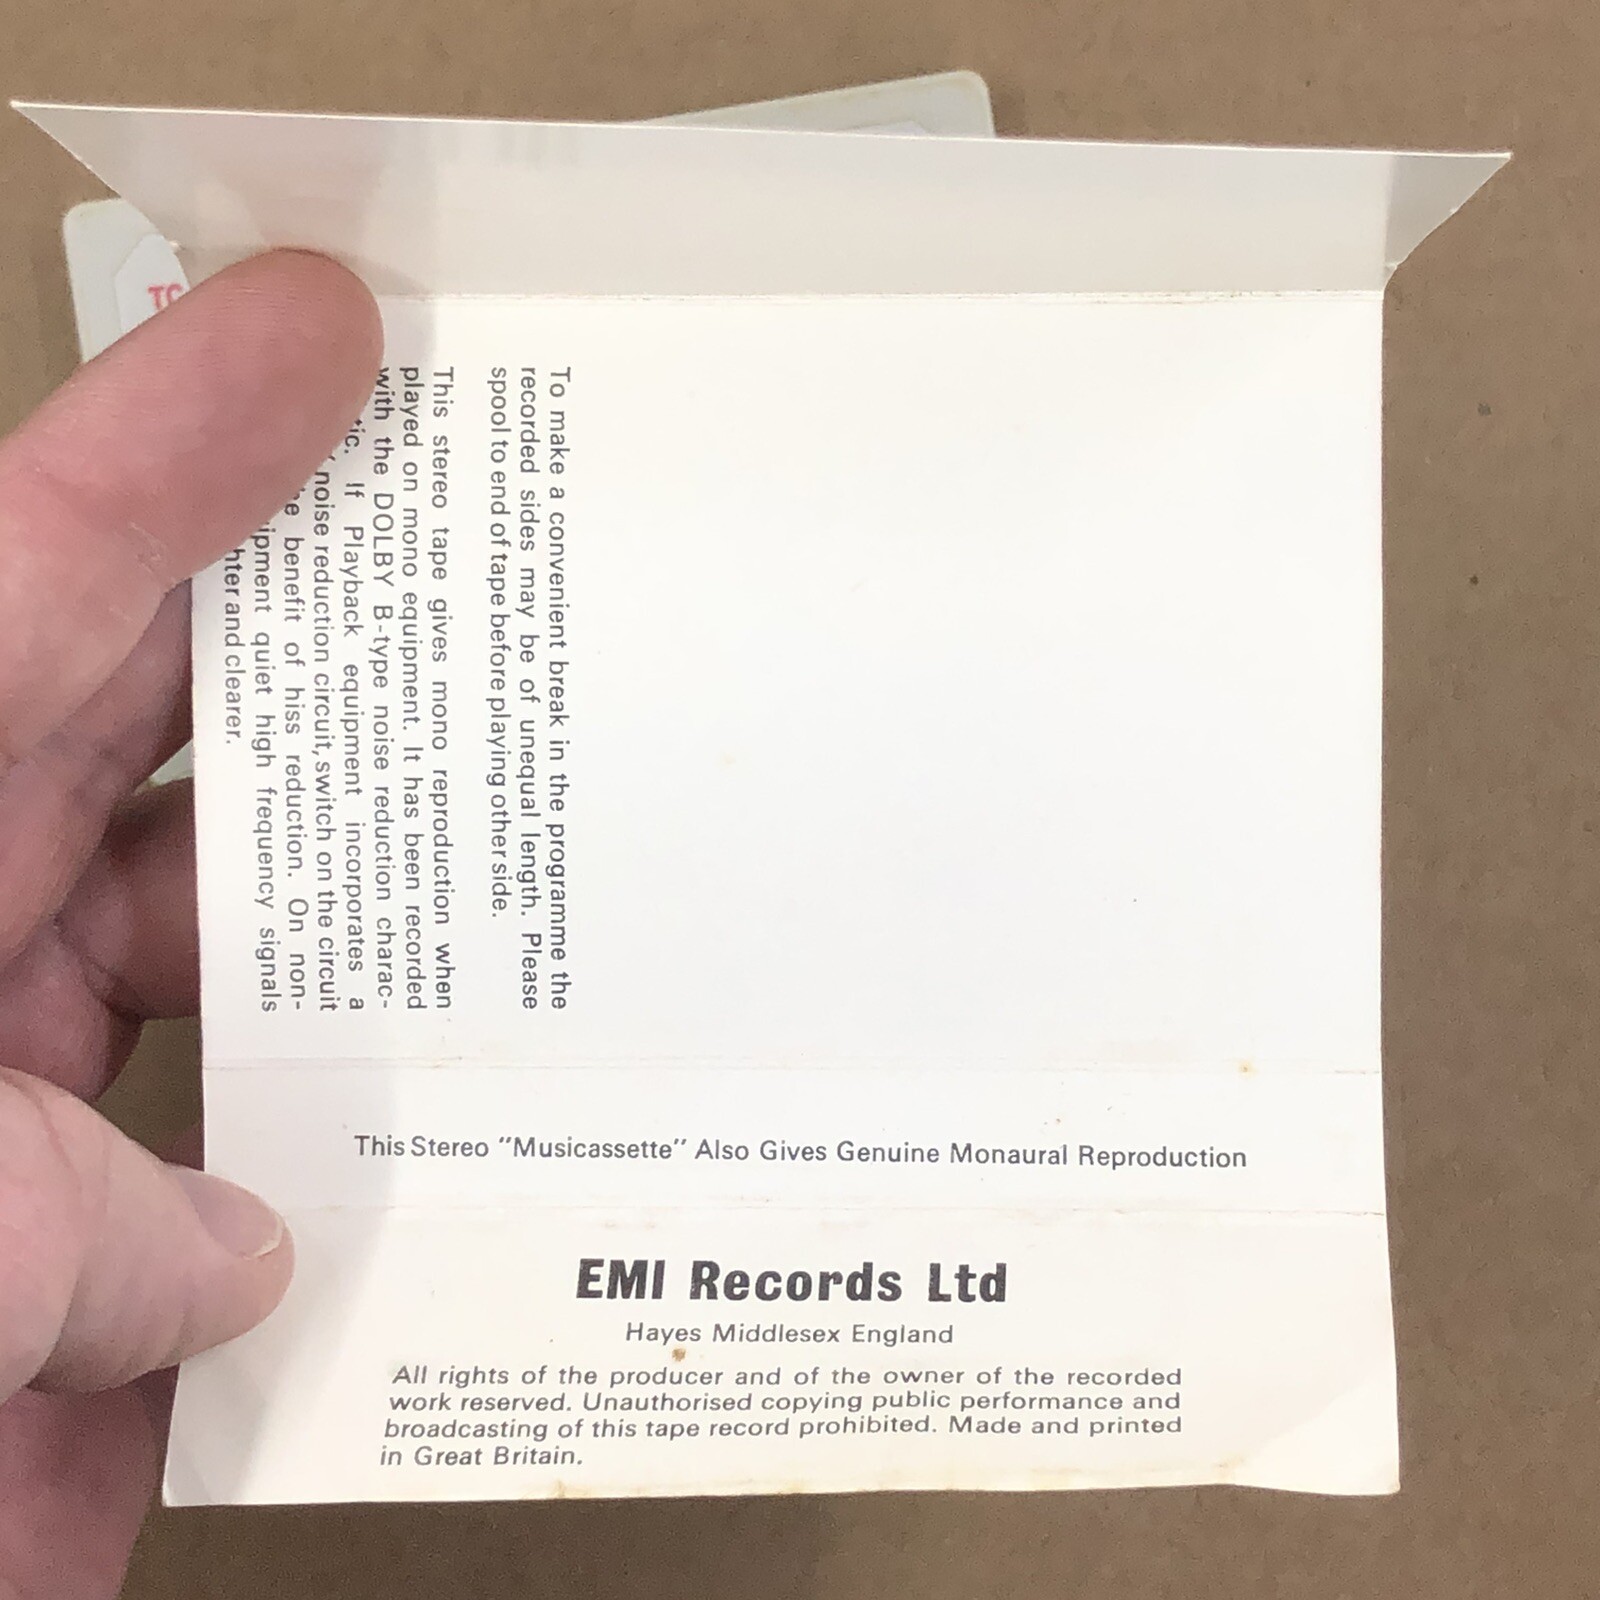 TC
To make a convenient break in the programme the
recorded sides may be of unequal length. Please
spool to end of tape before playing other side.
This stereo tape gives mono reproduction when
played on mono equipment. It has been recorded
with the DOLBY B-type noise reduction charac-
tic. If Playback equipment incorporates a
noise reduction circuit, switch on the circuit
benefit of hiss reduction. On non-
ipment quiet high frequency signals
hter and clearer.
This Stereo "Musicassette" Also Gives Genuine Monaural Reproduction
EMI Records Ltd
Hayes Middlesex England
All rights of the producer and of the owner of the recorded
work reserved. Unauthorised copying public performance and
broadcasting of this tape record prohibited. Made and printed
in Great Britain.